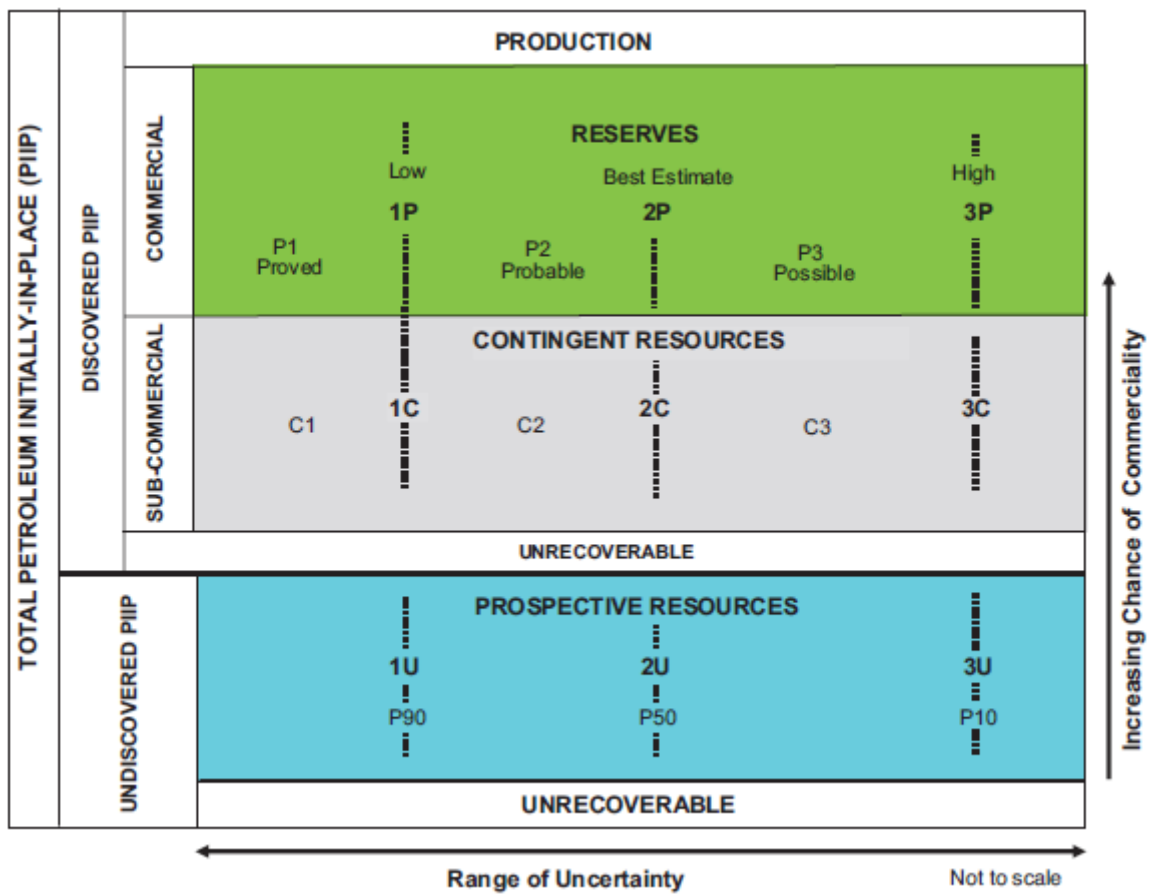 TOTAL PETROLEUM INITIALLY-IN-PLACE (PIIP)
DISCOVERED PIIP
UNDISCOVERED PIIP
COMMERCIAL
SUB-COMMERCIAL
PRODUCTION
RESERVES
Low
Best Estimate
High
1P
2P
3P
P1
Proved
P2
Probable
P3
Possible
CONTINGENT RESOURCES
1C
2C
3C
C1
C2
C3
UNRECOVERABLE
PROSPECTIVE RESOURCES
1U
2U
3U
P90
P50
P10
UNRECOVERABLE
Increasing Chance of Commerciality
Range of Uncertainty
Not to scale